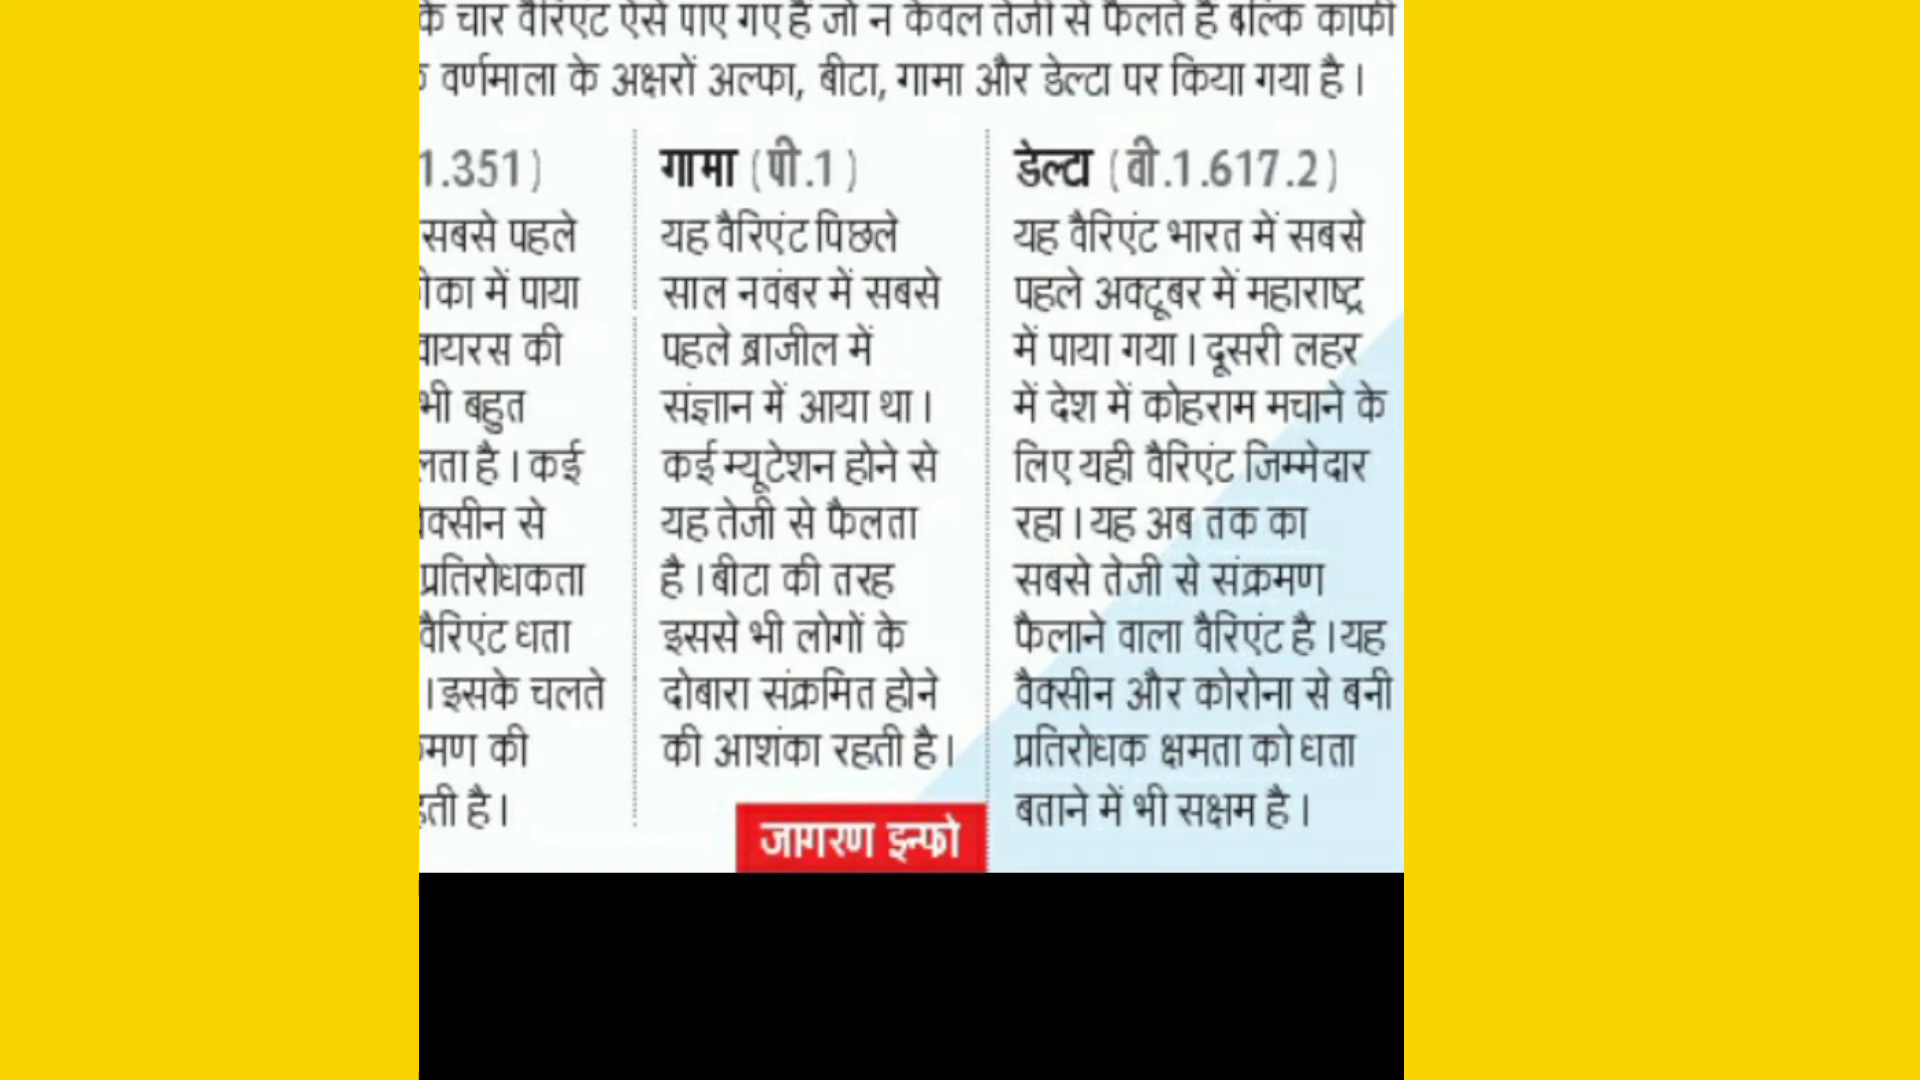 के चार वैरिएंट ऐसे पाए गए हैं जो न केवल तेजी से फैलते हैं बल्कि काफी
वर्णमाला के अक्षरों अल्फा, बीटा, गामा और डेल्टा पर किया गया है।
1.351)
सबसे पहले
में पाया
वायरस की
भी बहुत
है। कई
से
प्रतिरोधकता
वैरिएंट धता
। इसके चलते
की
है।
गामा (पी.1)
यह वैरिएंट पिछले
साल नवंबर में सबसे
पहले ब्राजील में
संज्ञान में आया था।
कई म्यूटेशन होने से
यह तेजी से फैलता
है। बीटा की तरह
इससे भी लोगों के
दोबारा संक्रमित होने
की आशंका रहती है।
डेल्टा (बी.1.617.2)
यह वैरिएंट भारत में सबसे
पहले अक्टूबर में महाराष्ट्र
में पाया गया। दूसरी लहर
में देश में कोहराम मचाने के
लिए यही वैरिएंट जिम्मेदार
रहा। यह अब तक का
सबसे तेजी से संक्रमण
फैलाने वाला वैरिएंट है। यह
वैक्सीन और कोरोना से बनी
प्रतिरोधक क्षमता को धता
बताने में भी सक्षम है।
जागरण इन्फो